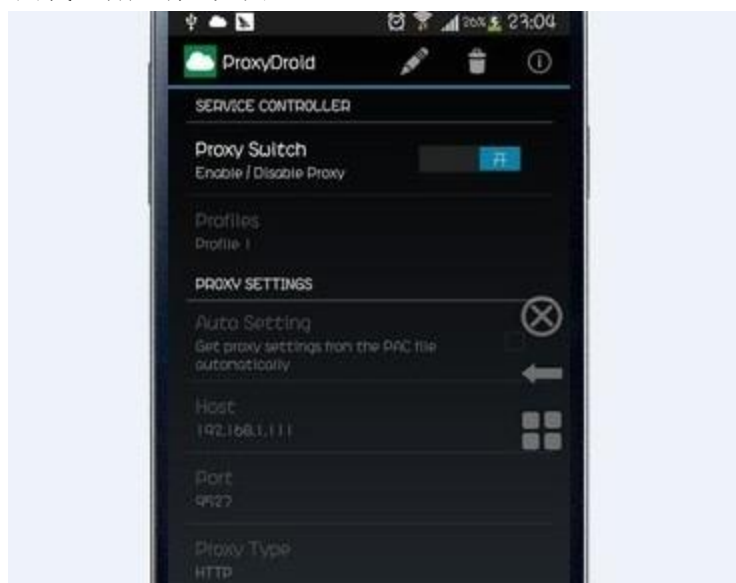 26% 23:04
ProxyDroid
SERVICE CONTROLLER
Proxy Switch
Enable / Disable Proxy
开
Profiles
Profile 1
PROXY SETTINGS
Auto Setting
Get proxy settings from the PAC file
automatically
Host
192.168.1.111
Port
Proxy Type
HTTP